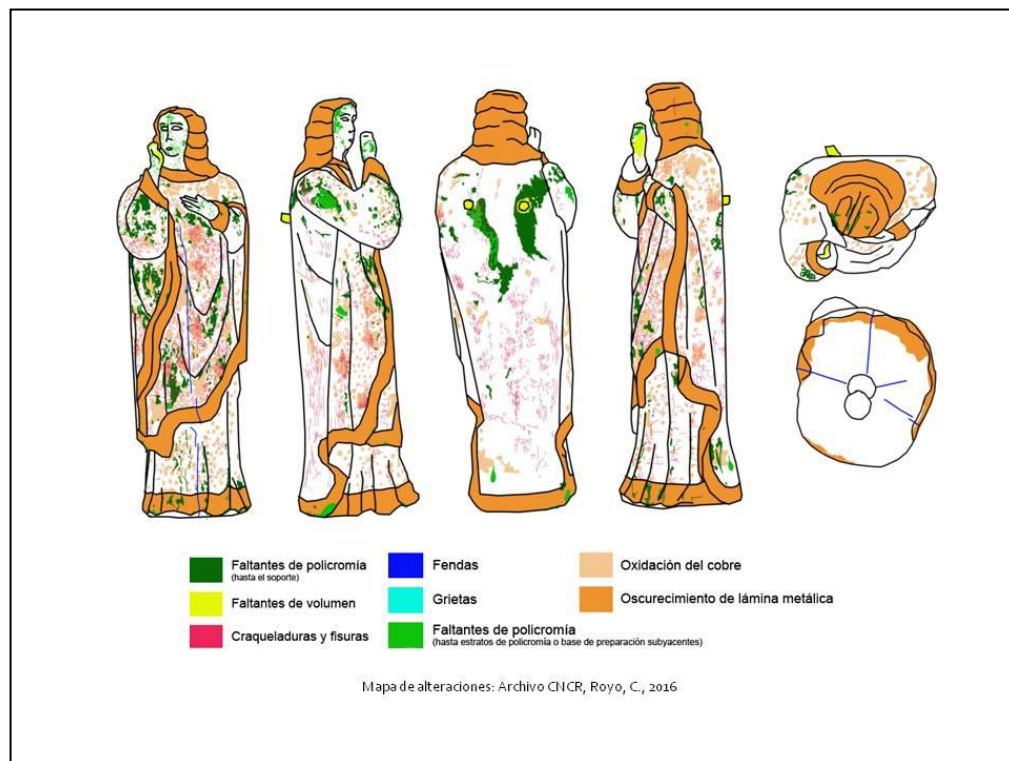 Faltantes de policromía
(hasta el soporte)
Faltantes de volumen
Craqueladuras y fisuras
Fendas
Grietas
Faltantes de policromía
(hasta estratos de policromía o base de preparación subyacentes)
Oxidación del cobre
Oscurecimiento de lámina metálica
Mapa de alteraciones: Archivo CNCR, Royo, C., 2016